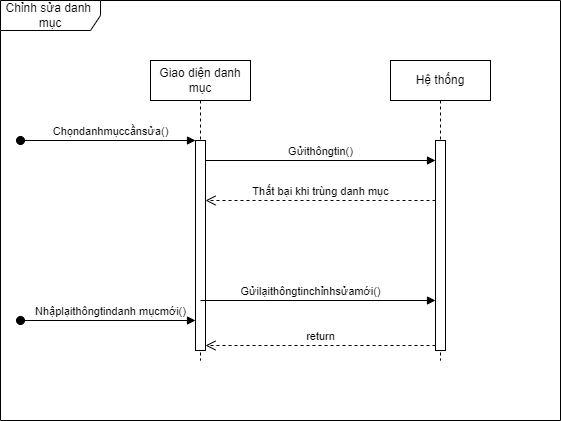 Chỉnh sửa danh
mục
Giao diện danh
mục
Hệ thống
Chọndanhmụccầnsửa()
Gửithôngtin()
Thất bại khi trùng danh mục
Gửilạithôngtinchỉnhsửamới()
Nhậplạithôngtindanh mụcmới()
return